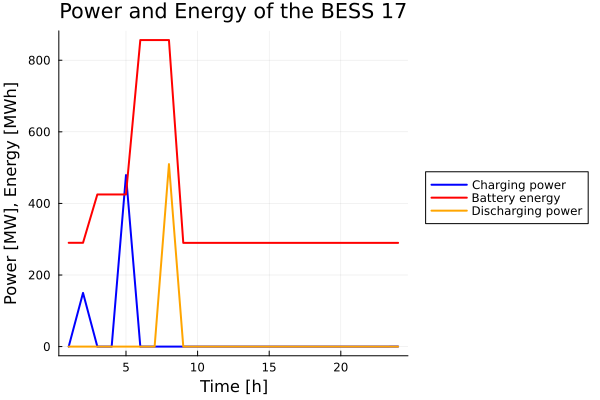 Power and Energy of the BESS 17
Power [MW], Energy [MWh]
800
600
400
200
0
5
10
15
20
Time [h]
Charging power
Battery energy
Discharging power